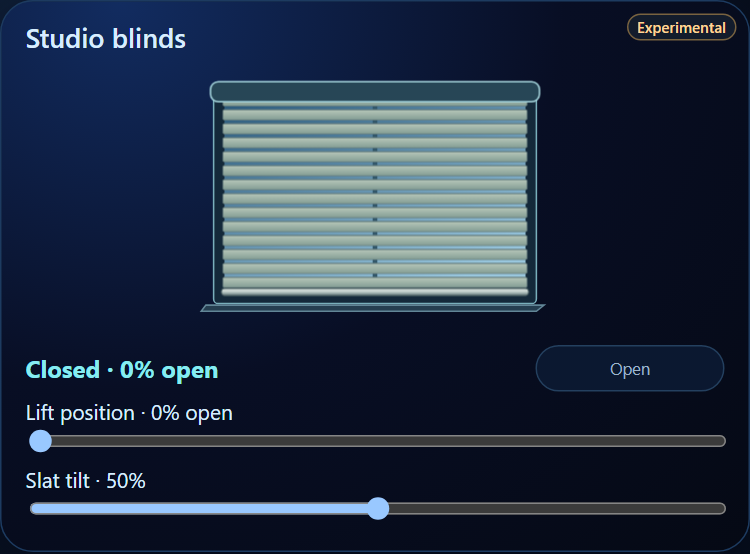 Studio blinds
Experimental
Closed · 0% open
Open
Lift position · 0% open
Slat tilt · 50%